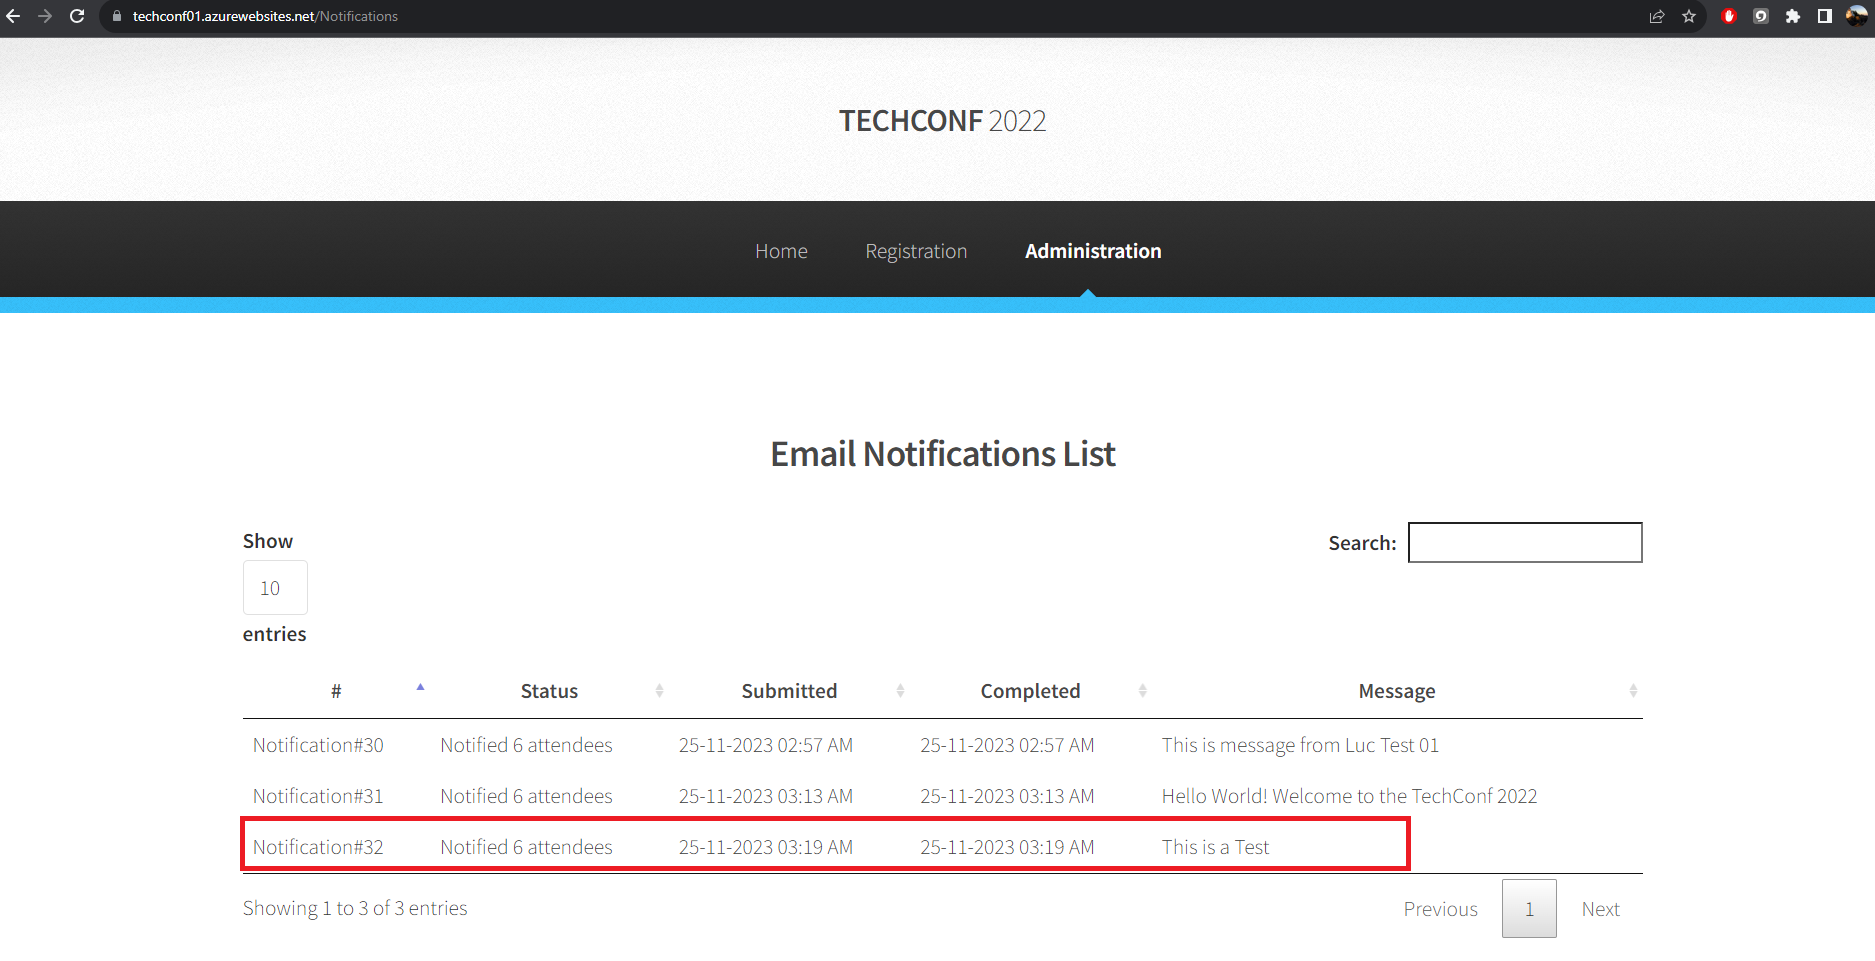 techconf01.azurewebsites.net/Notifications
TECHCONF 2022
Home Registration Administration
Email Notifications List
Show
10
entries
Search:
# Status Submitted Completed Message
Notification#30 Notified 6 attendees 25-11-2023 02:57 AM 25-11-2023 02:57 AM This is message from Luc Test 01
Notification#31 Notified 6 attendees 25-11-2023 03:13 AM 25-11-2023 03:13 AM Hello World! Welcome to the TechConf 2022
Notification#32 Notified 6 attendees 25-11-2023 03:19 AM 25-11-2023 03:19 AM This is a Test
Showing 1 to 3 of 3 entries
Previous 1 Next